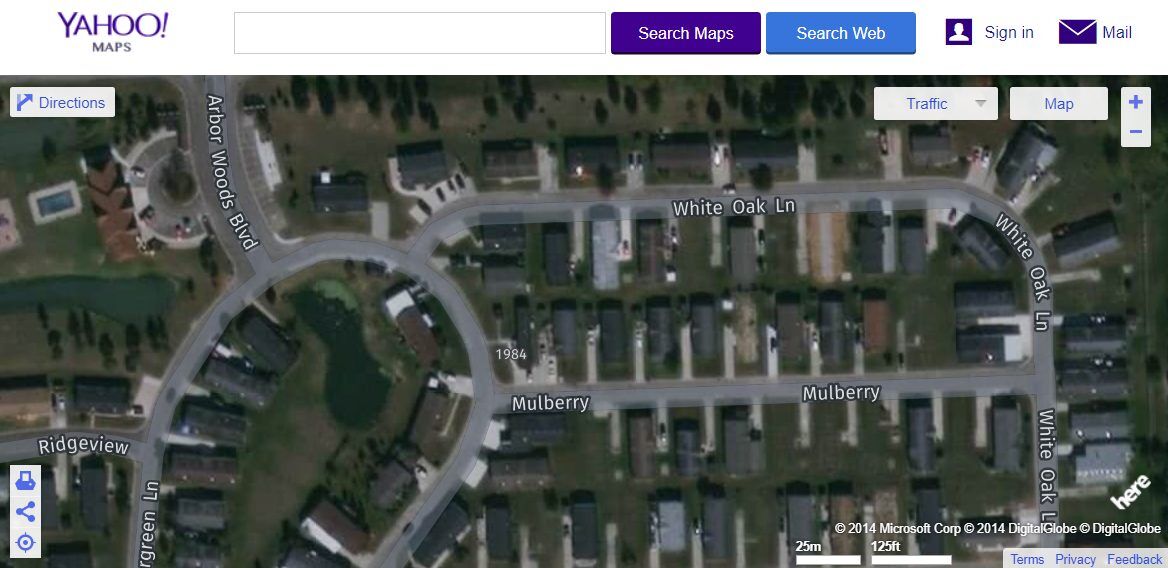 YAHOO!
MAPS
Search Maps
Search Web
Sign in
Mail
Directions
Traffic
Map
+
−
Arbor Woods Blvd
White Oak Ln
White Oak Ln
1984
Mulberry
Mulberry
Ridgeview
White Oak L
rgreen Ln
here
© 2014 Microsoft Corp © 2014 DigitalGlobe © DigitalGlobe
25m
125ft
Terms
Privacy
Feedback